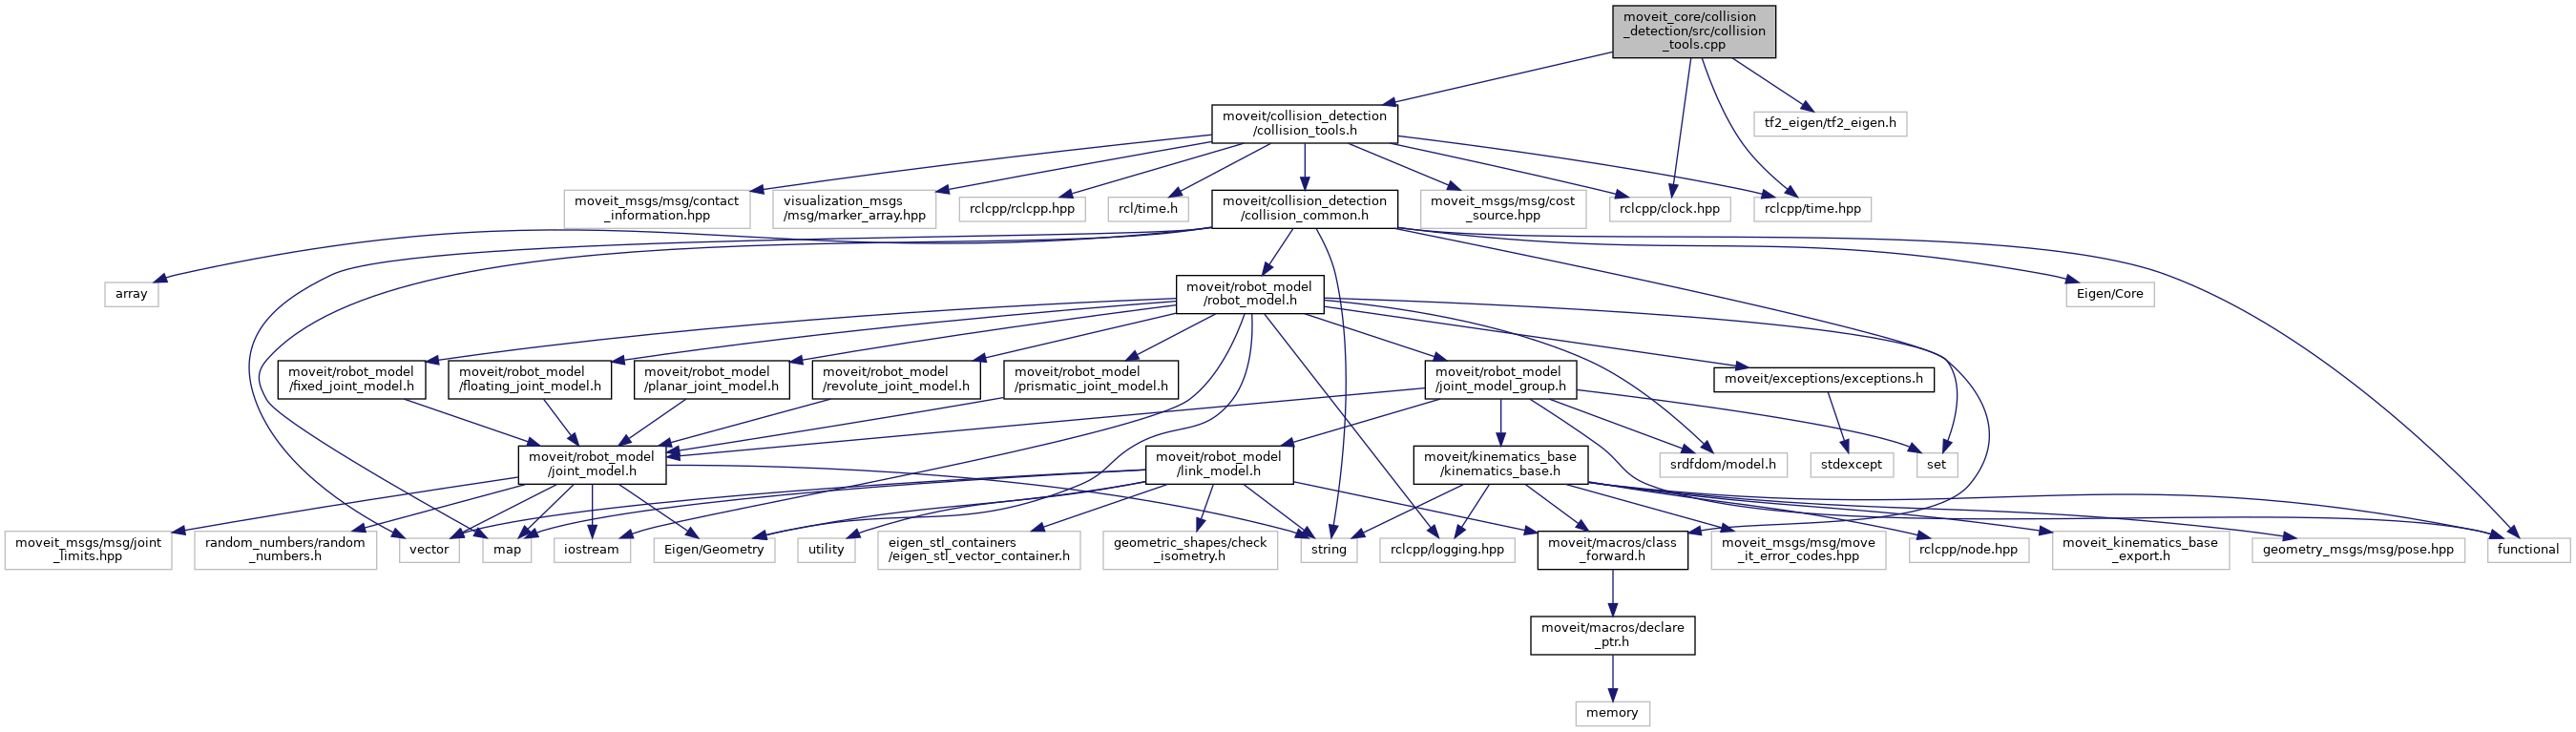 moveit_core/collision
_detection/src/collision
_tools.cpp
moveit/collision_detection
/collision_tools.h
tf2_eigen/tf2_eigen.h
moveit_msgs/msg/contact
_information.hpp
visualization_msgs
/msg/marker_array.hpp
rclcpp/rclcpp.hpp
rcl/time.h
moveit/collision_detection
/collision_common.h
moveit_msgs/msg/cost
_source.hpp
rclcpp/clock.hpp
rclcpp/time.hpp
array
moveit/robot_model
/robot_model.h
Eigen/Core
moveit/robot_model
/fixed_joint_model.h
moveit/robot_model
/floating_joint_model.h
moveit/robot_model
/planar_joint_model.h
moveit/robot_model
/revolute_joint_model.h
moveit/robot_model
/prismatic_joint_model.h
moveit/robot_model
/joint_model_group.h
moveit/exceptions/exceptions.h
moveit/robot_model
/joint_model.h
moveit/robot_model
/link_model.h
moveit/kinematics_base
/kinematics_base.h
srdfdom/model.h
stdexcept
set
moveit_msgs/msg/joint
_limits.hpp
random_numbers/random
_numbers.h
vector
map
iostream
Eigen/Geometry
utility
eigen_stl_containers
/eigen_stl_vector_container.h
geometric_shapes/check
_isometry.h
string
rclcpp/logging.hpp
moveit/macros/class
_forward.h
moveit_msgs/msg/move
_it_error_codes.hpp
rclcpp/node.hpp
moveit_kinematics_base
_export.h
geometry_msgs/msg/pose.hpp
functional
moveit/macros/declare
_ptr.h
memory